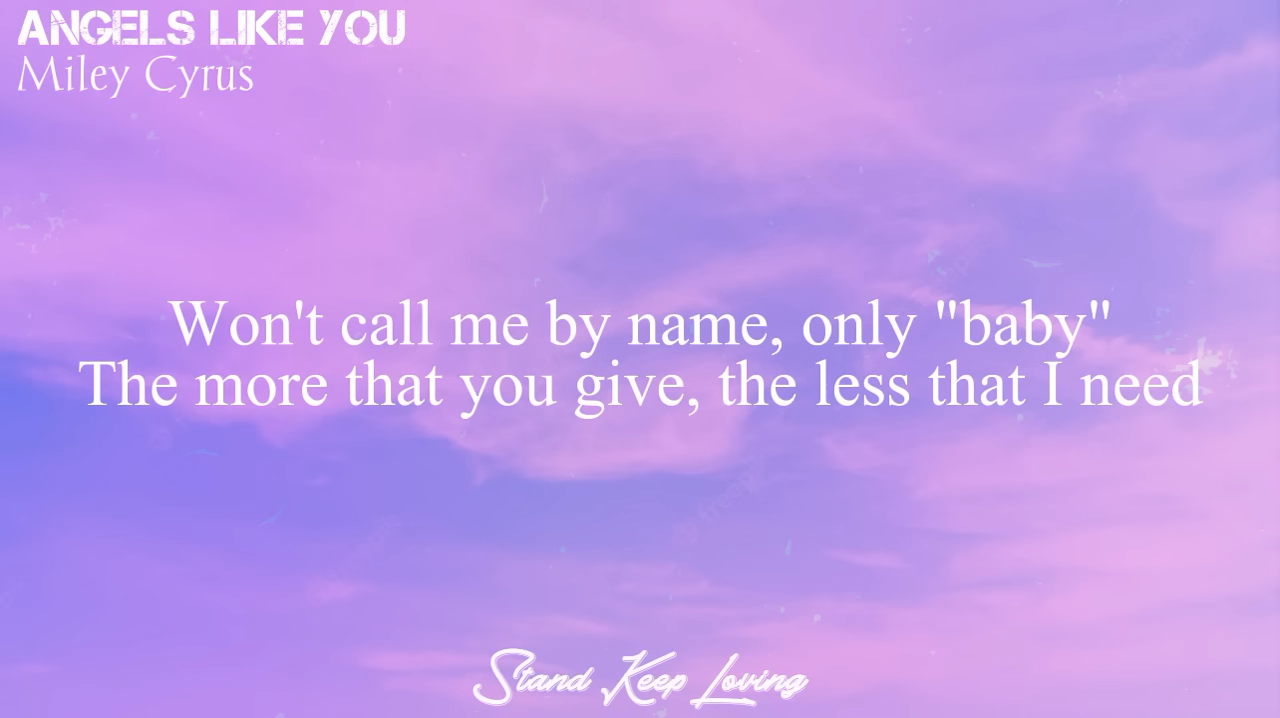 ANGELS LIKE YOU
Miley Cyrus
Won't call me by name, only "baby"
The more that you give, the less that I need
Stand Keep Loving